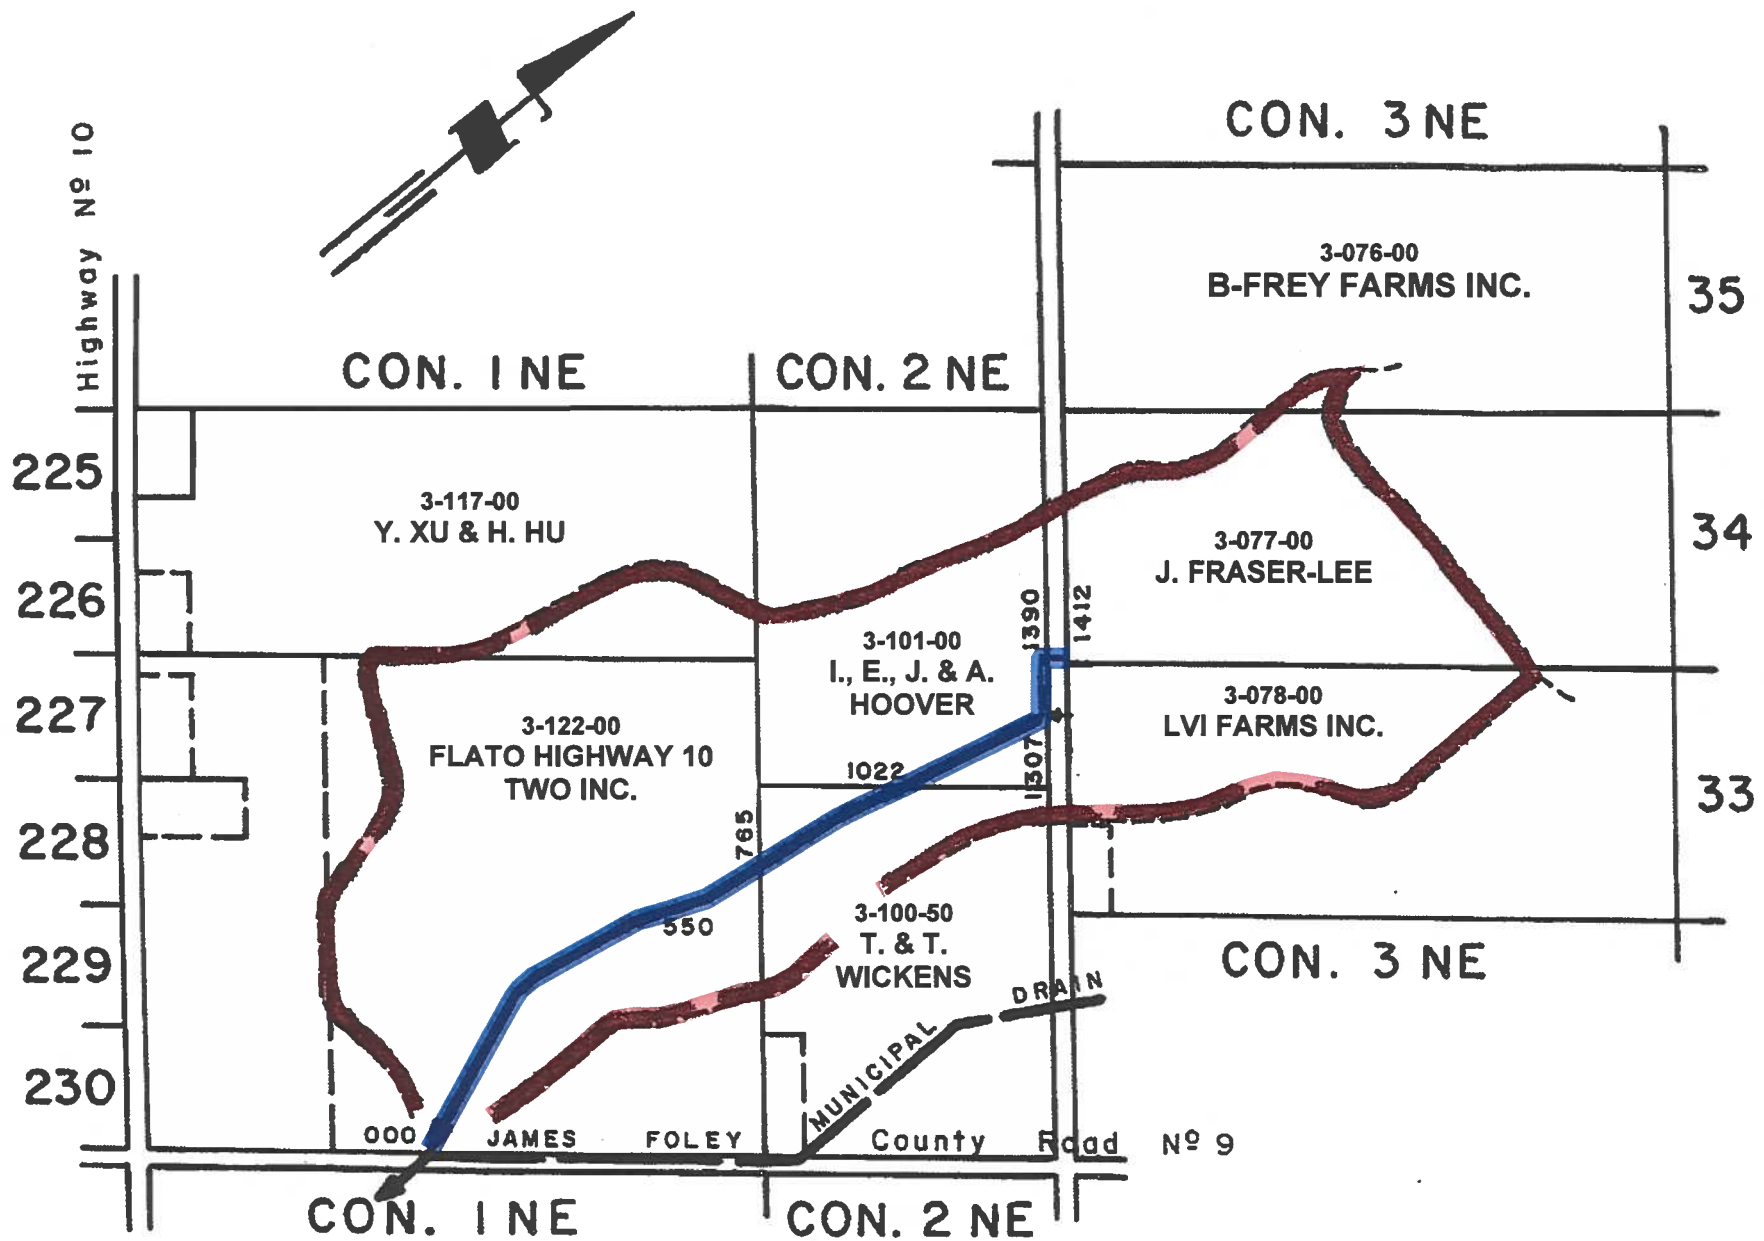 Highway Nº 10
CON. 3 NE
3-076-00
B-FREY FARMS INC.
35
CON. 1 NE
CON. 2 NE
225
3-117-00
Y. XU & H. HU
34
3-077-00
J. FRASER-LEE
226
1390
1412
3-101-00
I., E., J. & A.
HOOVER
227
3-122-00
FLATO HIGHWAY 10
TWO INC.
3-078-00
LVI FARMS INC.
1022
1307
33
228
765
550
3-100-50
T. & T.
WICKENS
229
CON. 3 NE
MUNICIPAL DRAIN
230
000
JAMES FOLEY
County Road Nº 9
CON. 1 NE
CON. 2 NE